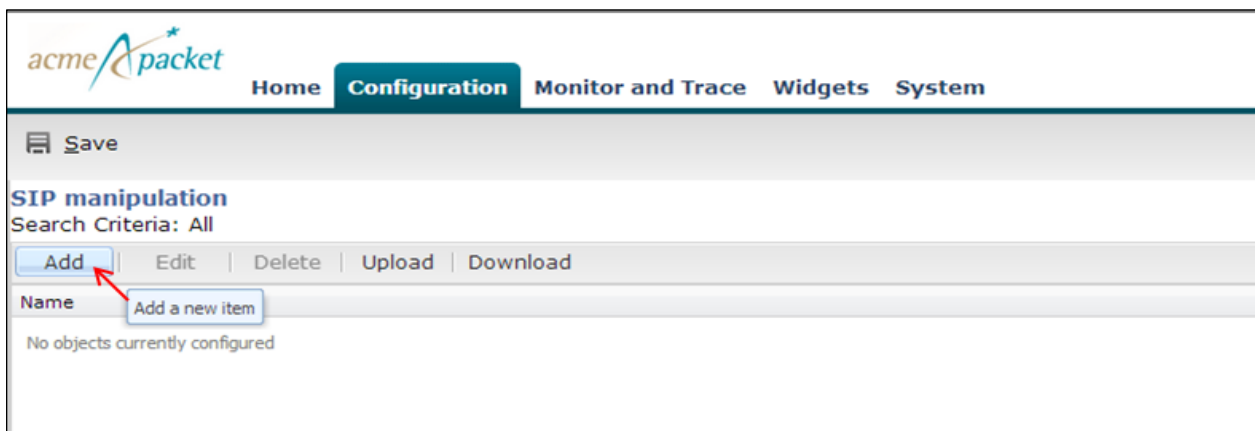 acme packet
Home Configuration Monitor and Trace Widgets System
Save
SIP manipulation
Search Criteria: All
Add | Edit | Delete | Upload | Download
Name
Add a new item
No objects currently configured